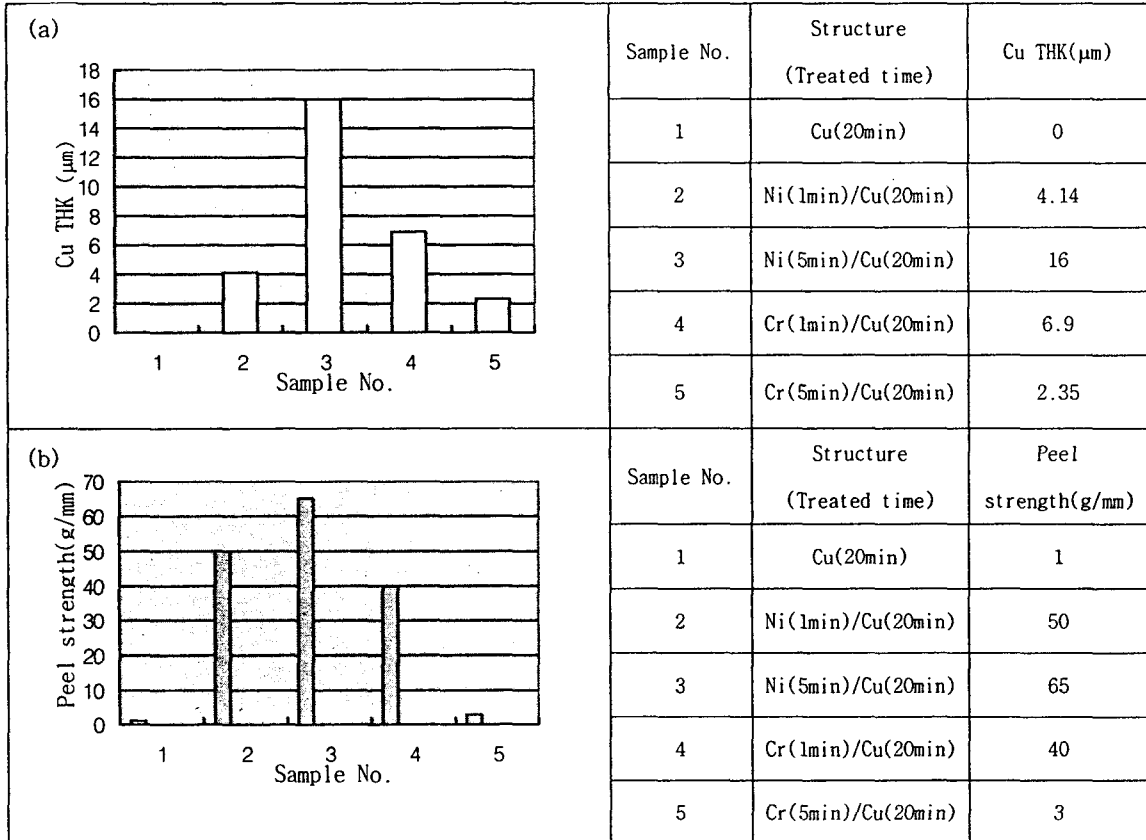 (a)
Cu THK (μm)
18
16
14
12
10
8
6
4
2
0
1 2 3 4 5
Sample No.
Sample No. Structure (Treated time) Cu THK(μm)
1 Cu(20min) 0
2 Ni(1min)/Cu(20min) 4.14
3 Ni(5min)/Cu(20min) 16
4 Cr(1min)/Cu(20min) 6.9
5 Cr(5min)/Cu(20min) 2.35
(b)
Peel strength(g/mm)
70
60
50
40
30
20
10
0
1 2 3 4 5
Sample No.
Sample No. Structure (Treated time) Peel strength(g/mm)
1 Cu(20min) 1
2 Ni(1min)/Cu(20min) 50
3 Ni(5min)/Cu(20min) 65
4 Cr(1min)/Cu(20min) 40
5 Cr(5min)/Cu(20min) 3